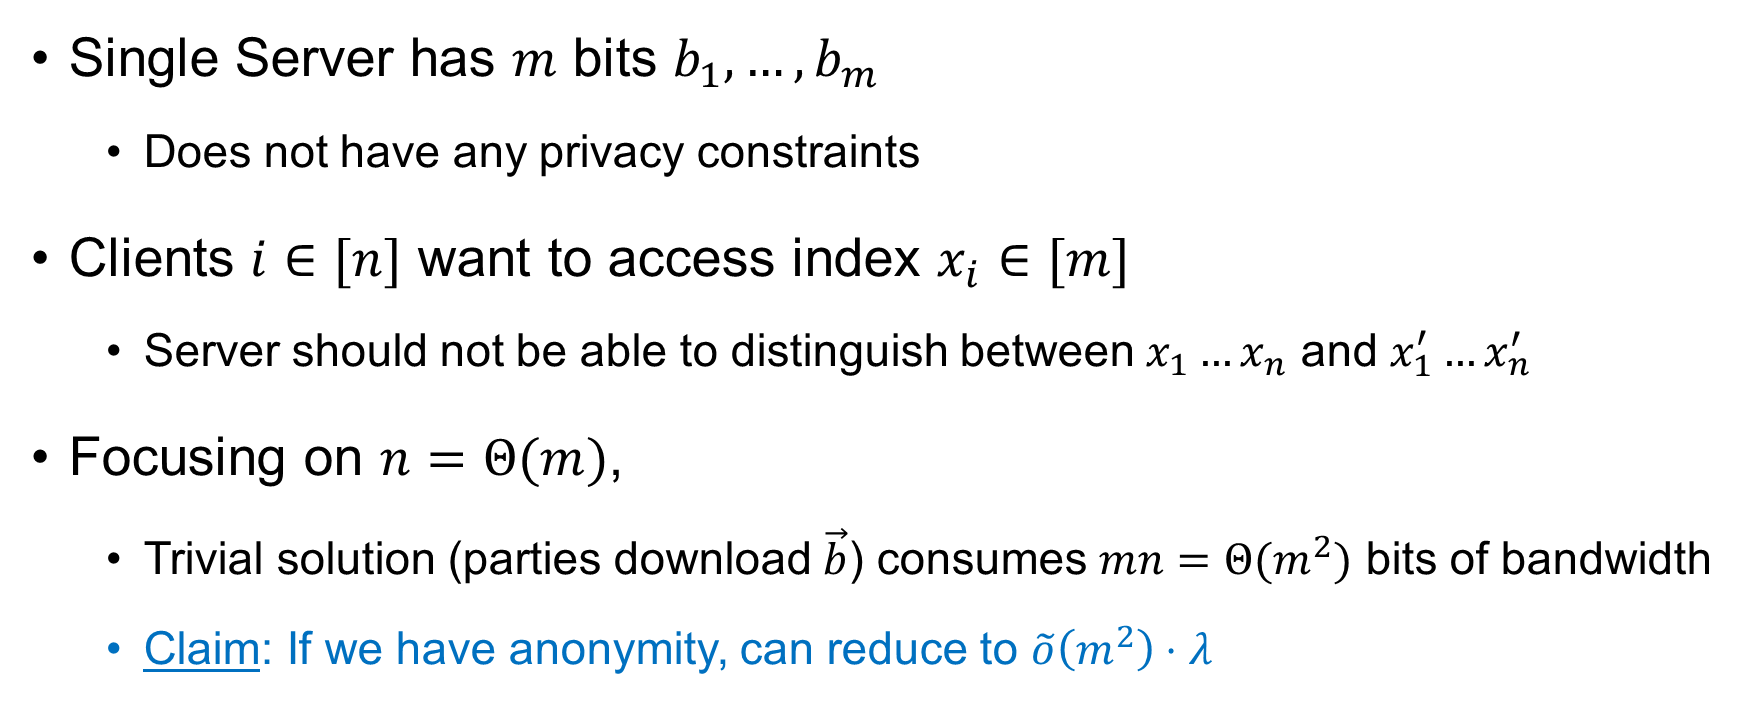 • Single Server has m bits b₁, … , bₘ
• Does not have any privacy constraints
• Clients i ∈ [n] want to access index xᵢ ∈ [m]
• Server should not be able to distinguish between x₁ … xₙ and x′₁ … x′ₙ
• Focusing on n = Θ(m),
• Trivial solution (parties download b⃗) consumes mn = Θ(m²) bits of bandwidth
• Claim: If we have anonymity, can reduce to õ(m²) · λ